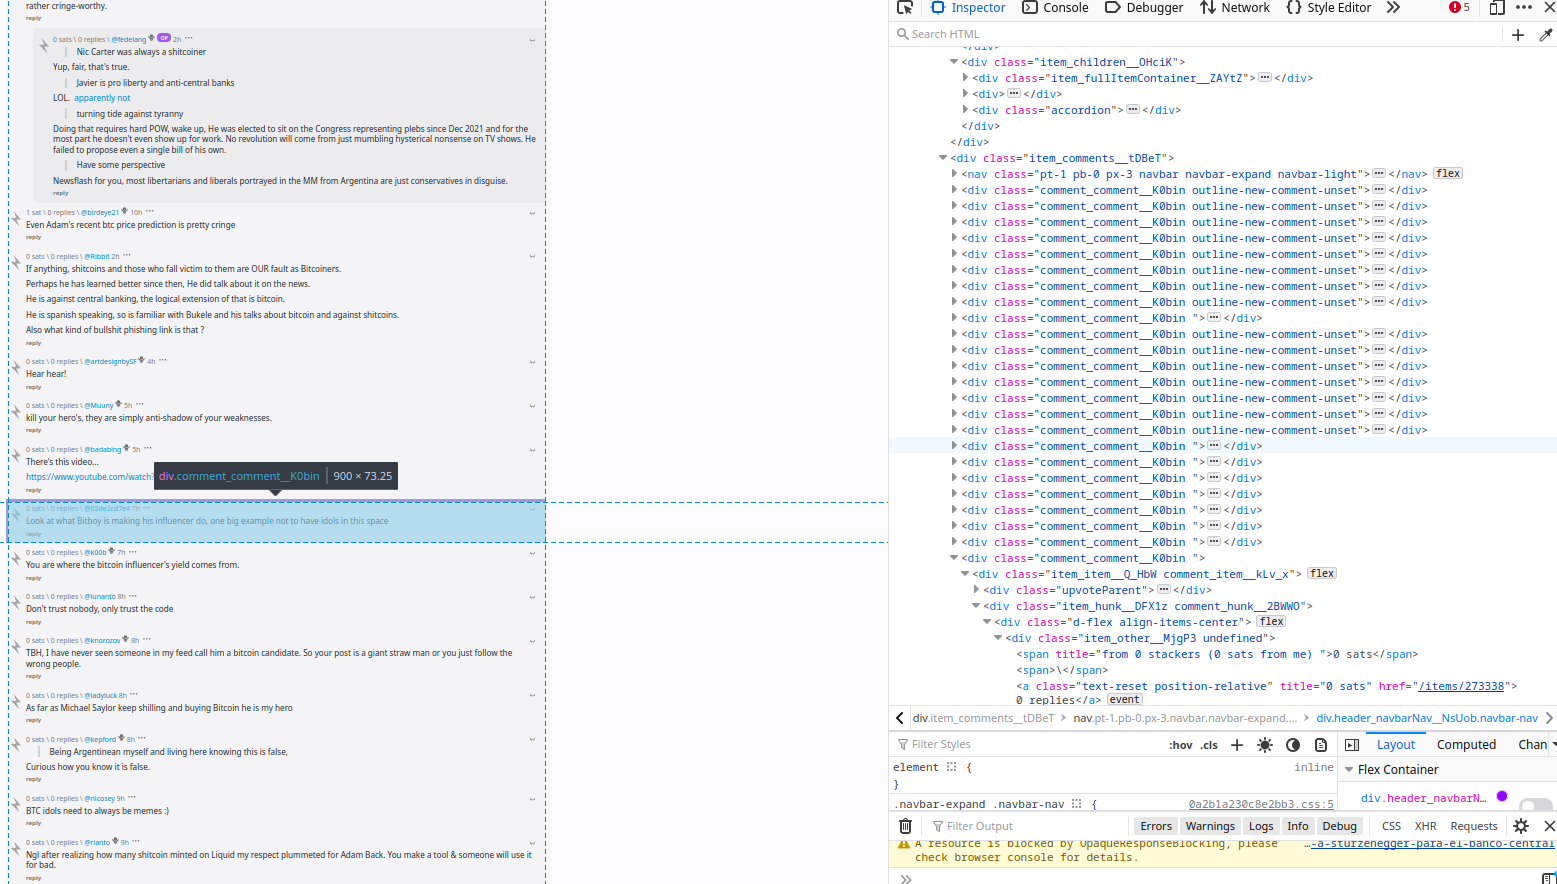 rather cringe-worthy.
reply
0 sats \ 0 replies \ @fedelang OP 2h ···
Nic Carter was always a shitcoiner
Yup, fair, that's true.
Javier is pro liberty and anti-central banks
LOL. apparently not
turning tide against tyranny
Doing that requires hard POW, wake up, He was elected to sit on the Congress representing plebs since Dec 2021 and for the
most part he doesn't even show up for work. No revolution will come from just mumbling hysterical nonsense on TV shows. He
failed to propose even a single bill of his own.
Have some perspective
Newsflash for you, most libertarians and liberals portrayed in the MM from Argentina are just conservatives in disguise.
reply
1 sat \ 0 replies \ @birdeye21 10h ···
Even Adam's recent btc price prediction is pretty cringe
reply
0 sats \ 0 replies \ @Ribbit 2h ···
If anything, shitcoins and those who fall victim to them are OUR fault as Bitcoiners.
Perhaps he has learned better since then, He did talk about it on the news.
He is against central banking, the logical extension of that is bitcoin.
He is spanish speaking, so is familiar with Bukele and his talks about bitcoin and against shitcoins.
Also what kind of bullshit phishing link is that ?
reply
0 sats \ 0 replies \ @artdesignbySF 4h ···
Hear hear!
reply
0 sats \ 0 replies \ @Muuny 5h ···
kill your hero's, they are simply anti-shadow of your weaknesses.
reply
0 sats \ 0 replies \ @badabing 5h ···
There's this video...
https://www.youtube.com/watch?
reply
div.comment_comment__K0bin 900 × 73.25
0 sats \ 0 replies \ @02de2cd7e4 7h ···
Look at what Bitboy is making his influencer do, one big example not to have idols in this space
reply
0 sats \ 0 replies \ @k00b 7h ···
You are where the bitcoin influencer's yield comes from.
reply
0 sats \ 0 replies \ @lunanto 8h ···
Don't trust nobody, only trust the code
reply
0 sats \ 0 replies \ @knorozov 8h ···
TBH, I have never seen someone in my feed call him a bitcoin candidate. So your post is a giant straw man or you just follow the
wrong people.
reply
0 sats \ 0 replies \ @ladyluck 8h ···
As far as Michael Saylor keep shilling and buying Bitcoin he is my hero
reply
0 sats \ 0 replies \ @kepford 8h ···
Being Argentinean myself and living here knowing this is false,
Curious how you know it is false.
reply
0 sats \ 0 replies \ @nicosey 9h ···
BTC idols need to always be memes :)
reply
0 sats \ 0 replies \ @rianto 9h ···
Ngl after realizing how many shitcoin minted on Liquid my respect plummeted for Adam Back. You make a tool & someone will use it
for bad.
reply
Inspector Console Debugger Network Style Editor 5 ···
Search HTML
</div>
<div class="item_children__OHciK">
<div class="item_fullItemContainer__ZAYtZ">···</div>
<div>···</div>
<div class="accordion">···</div>
</div>
</div>
<div class="item_comments__tDBeT">
<nav class="pt-1 pb-0 px-3 navbar navbar-expand navbar-light">···</nav> flex
<div class="comment_comment__K0bin outline-new-comment-unset">···</div>
<div class="comment_comment__K0bin outline-new-comment-unset">···</div>
<div class="comment_comment__K0bin outline-new-comment-unset">···</div>
<div class="comment_comment__K0bin outline-new-comment-unset">···</div>
<div class="comment_comment__K0bin outline-new-comment-unset">···</div>
<div class="comment_comment__K0bin outline-new-comment-unset">···</div>
<div class="comment_comment__K0bin outline-new-comment-unset">···</div>
<div class="comment_comment__K0bin outline-new-comment-unset">···</div>
<div class="comment_comment__K0bin ">···</div>
<div class="comment_comment__K0bin outline-new-comment-unset">···</div>
<div class="comment_comment__K0bin outline-new-comment-unset">···</div>
<div class="comment_comment__K0bin outline-new-comment-unset">···</div>
<div class="comment_comment__K0bin outline-new-comment-unset">···</div>
<div class="comment_comment__K0bin outline-new-comment-unset">···</div>
<div class="comment_comment__K0bin outline-new-comment-unset">···</div>
<div class="comment_comment__K0bin outline-new-comment-unset">···</div>
<div class="comment_comment__K0bin ">···</div>
<div class="comment_comment__K0bin ">···</div>
<div class="comment_comment__K0bin ">···</div>
<div class="comment_comment__K0bin ">···</div>
<div class="comment_comment__K0bin ">···</div>
<div class="comment_comment__K0bin ">···</div>
<div class="comment_comment__K0bin ">···</div>
<div class="comment_comment__K0bin ">
<div class="item_item__Q_HbW comment_item__kLv_x"> flex
<div class="upvoteParent">···</div>
<div class="item_hunk__DFX1z comment_hunk__2BWWO">
<div class="d-flex align-items-center"> flex
<div class="item_other__MjgP3 undefined">
<span title="from 0 stackers (0 sats from me) ">0 sats</span>
<span>\</span>
<a class="text-reset position-relative" title="0 sats" href="/items/273338">
0 replies</a> event
div.item_comments__tDBeT nav.pt-1.pb-0.px-3.navbar.navbar-expand.... div.header_navbarNav__NsUob.navbar-nav
Filter Styles :hov .cls + Layout Computed Chan
element { inline
}
.navbar-expand .navbar-nav { 0a2b1a230c8e2bb3.css:5
Flex Container
div.header_navbarN…
Filter Output Errors Warnings Logs Info Debug CSS XHR Requests
A resource is blocked by OpaqueResponseBlocking, please …-a-sturzenegger-para-el-banco-central
check browser console for details.